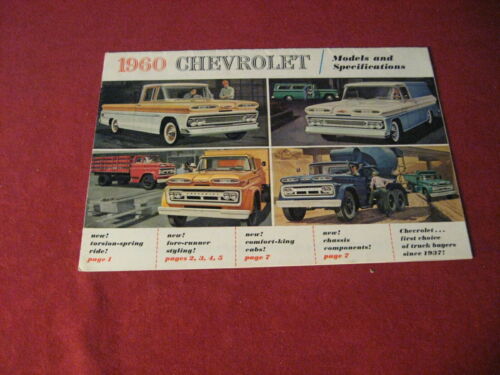 1960 CHEVROLET
Models and
Specifications
new!
torsion-spring
ride!
page 1
new!
fore-runner
styling!
pages 2, 3, 4, 5
new!
comfort-king
cabs!
page 7
new!
chassis
components!
page 7
Chevrolet...
first choice
of truck buyers
since 1937!